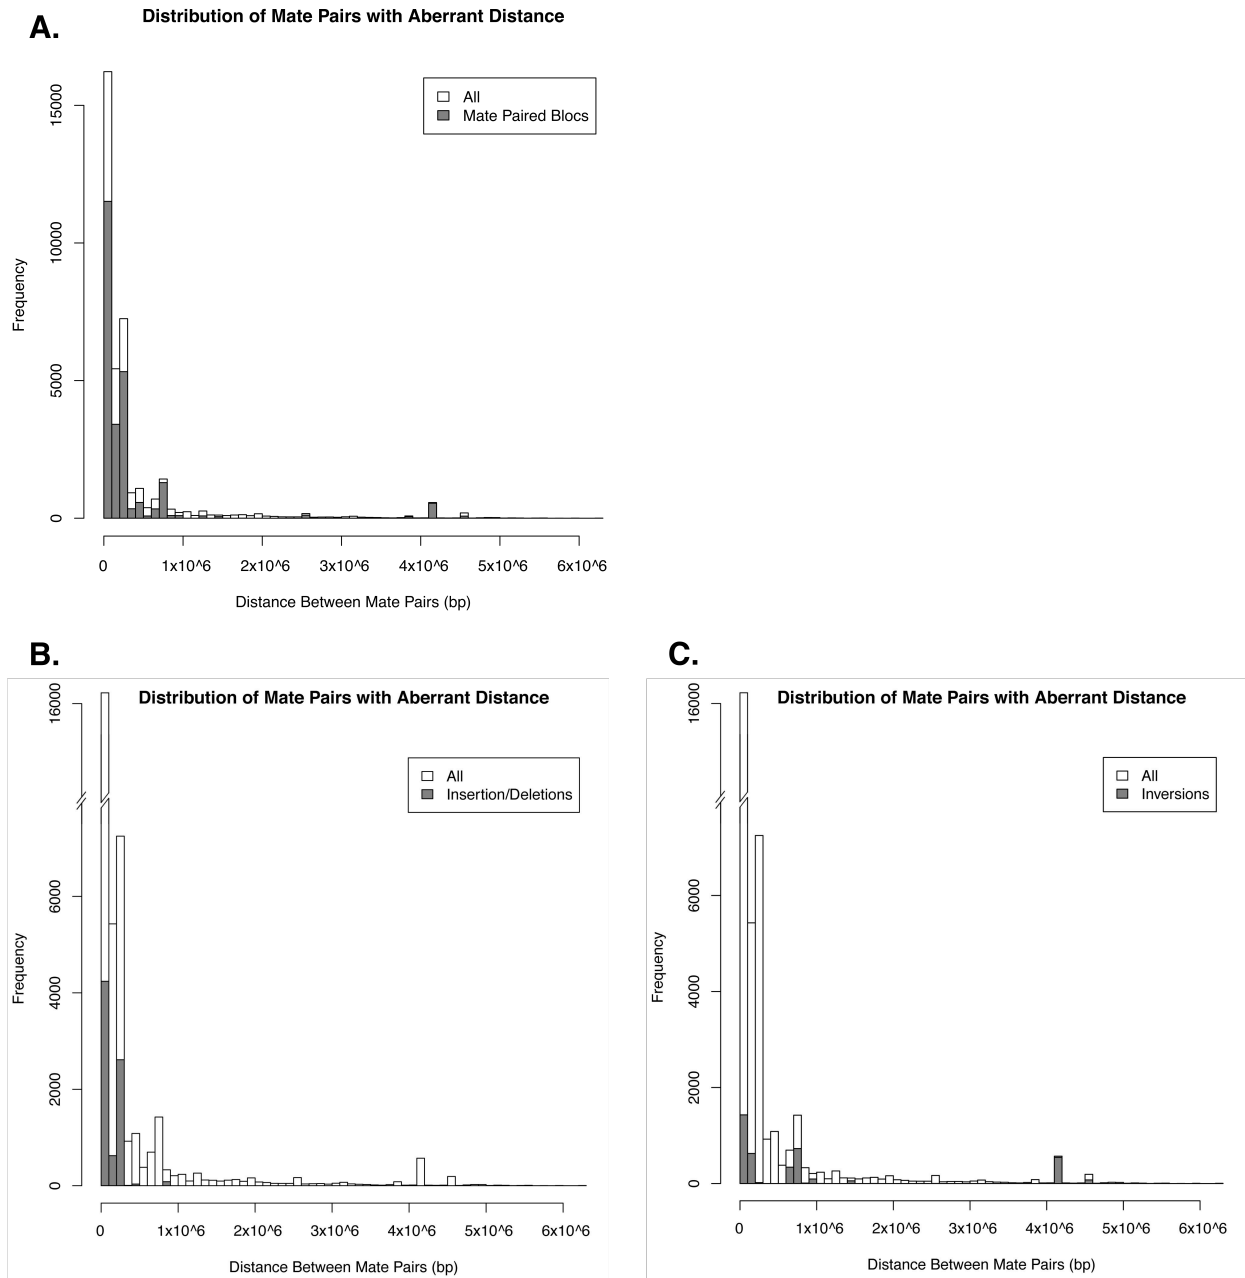 A.
Distribution of Mate Pairs with Aberrant Distance
All
Mate Paired Blocs
Frequency
15000
10000
5000
0
0 1x10^6 2x10^6 3x10^6 4x10^6 5x10^6 6x10^6
Distance Between Mate Pairs (bp)
B.
Distribution of Mate Pairs with Aberrant Distance
All
Insertion/Deletions
Frequency
16000
6000
4000
2000
0
0 1x10^6 2x10^6 3x10^6 4x10^6 5x10^6 6x10^6
Distance Between Mate Pairs (bp)
C.
Distribution of Mate Pairs with Aberrant Distance
All
Inversions
Frequency
16000
6000
4000
2000
0
0 1x10^6 2x10^6 3x10^6 4x10^6 5x10^6 6x10^6
Distance Between Mate Pairs (bp)